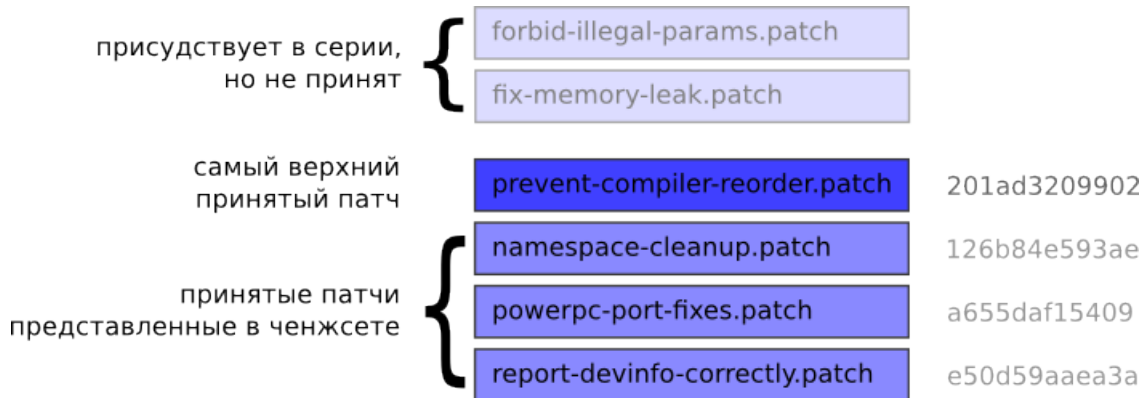 присудствует в серии,
но не принят
forbid-illegal-params.patch
fix-memory-leak.patch
самый верхний
принятый патч
prevent-compiler-reorder.patch 201ad3209902
namespace-cleanup.patch 126b84e593ae
принятые патчи
представленные в ченжсете
powerpc-port-fixes.patch a655daf15409
report-devinfo-correctly.patch e50d59aaea3a